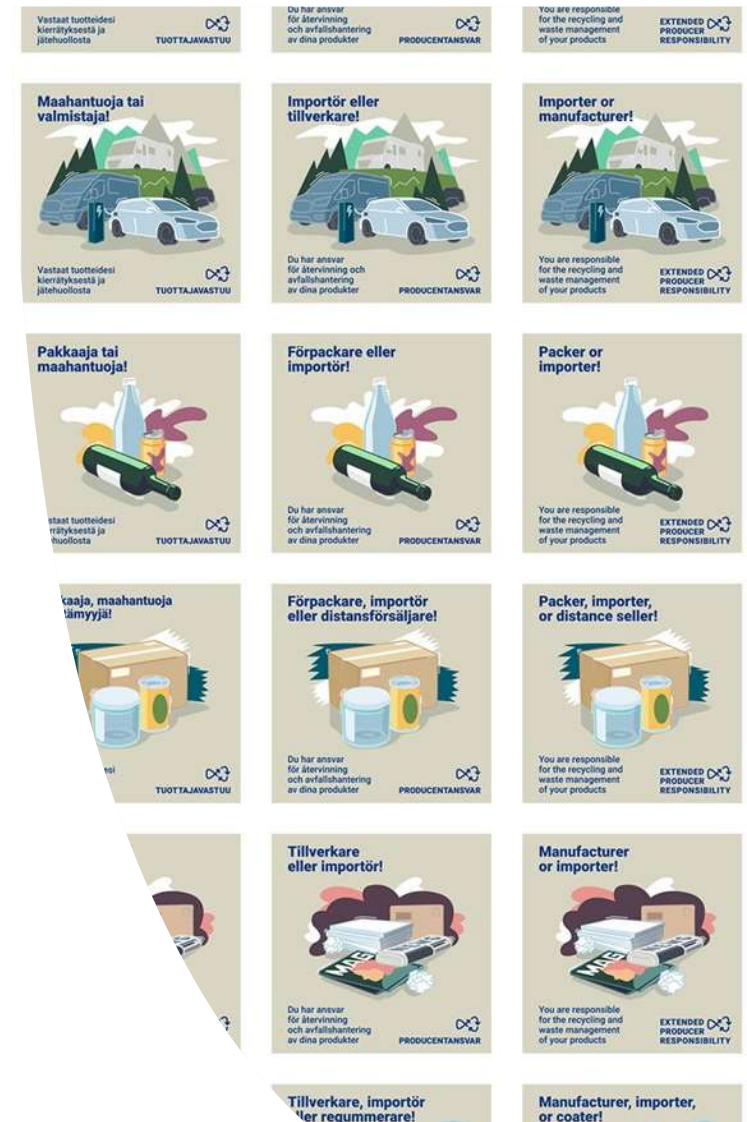 Vastaat tuotteidesi
kierrätyksestä ja
jätehuollosta
TUOTTAJAVASTUU
Du har ansvar
för återvinning
och avfallshantering
av dina produkter
PRODUCENTANSVAR
You are responsible
for the recycling and
waste management
of your products
EXTENDED
PRODUCER
RESPONSIBILITY
Maahantuoja tai
valmistaja!
Vastaat tuotteidesi
kierrätyksestä ja
jätehuollosta
TUOTTAJAVASTUU
Importör eller
tillverkare!
Du har ansvar
för återvinning och
avfallshantering
av dina produkter
PRODUCENTANSVAR
Importer or
manufacturer!
You are responsible
for the recycling and
waste management
of your products
EXTENDED
PRODUCER
RESPONSIBILITY
Pakkaaja tai
maahantuoja!
tuotteidesi
ja
TUOTTAJAVASTUU
Förpackare eller
importör!
Du har ansvar
för återvinning
och avfallshantering
av dina produkter
PRODUCENTANSVAR
Packer or
importer!
You are responsible
for the recycling and
waste management
of your products
EXTENDED
PRODUCER
RESPONSIBILITY
maahantuoja
TUOTTAJAVASTUU
Förpackare, importör
eller distansförsäljare!
Du har ansvar
för återvinning
och avfallshantering
av dina produkter
PRODUCENTANSVAR
Packer, importer,
or distance seller!
You are responsible
for the recycling and
waste management
of your products
EXTENDED
PRODUCER
RESPONSIBILITY
Tillverkare
eller importör!
MAG
Du har ansvar
för återvinning
och avfallshantering
av dina produkter
PRODUCENTANSVAR
Manufacturer
or importer!
MAG
You are responsible
for the recycling and
waste management
of your products
EXTENDED
PRODUCER
RESPONSIBILITY
Tillverkare, importör
regummerare!
Manufacturer, importer,
or coater!